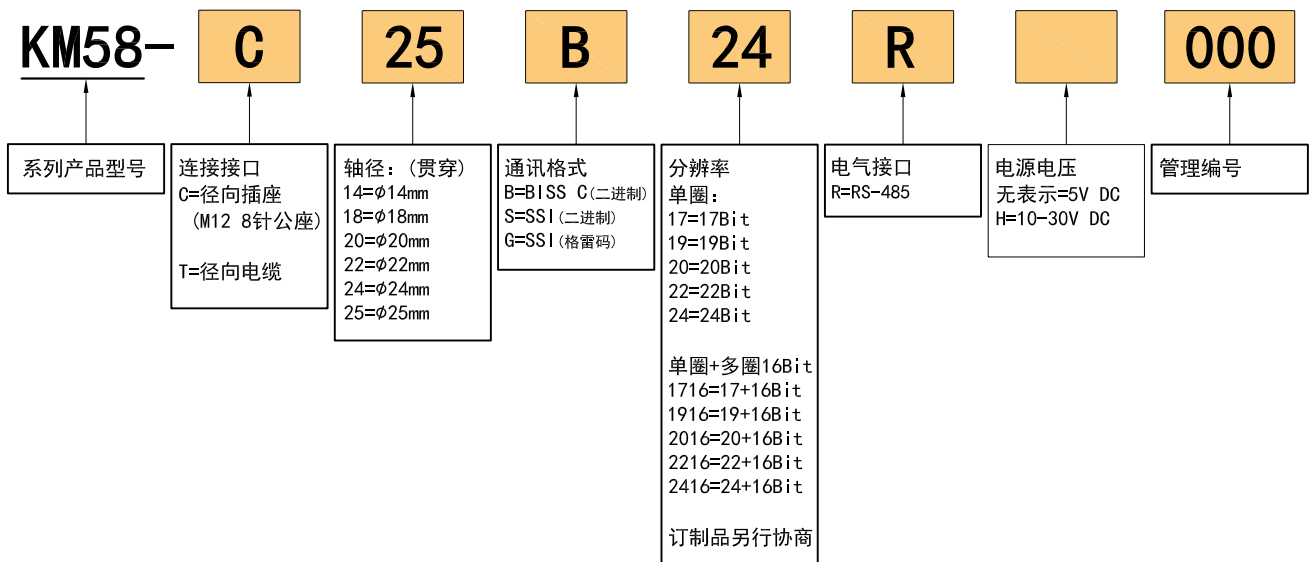 KM58- C 25 B 24 R 000
系列产品型号
连接接口
C=径向插座
(M12 8针公座)
T=径向电缆
轴径：(贯穿)
14=ϕ14mm
18=ϕ18mm
20=ϕ20mm
22=ϕ22mm
24=ϕ24mm
25=ϕ25mm
通讯格式
B=BISS C(二进制)
S=SSI(二进制)
G=SSI(格雷码)
分辨率
单圈：
17=17Bit
19=19Bit
20=20Bit
22=22Bit
24=24Bit
单圈+多圈16Bit
1716=17+16Bit
1916=19+16Bit
2016=20+16Bit
2216=22+16Bit
2416=24+16Bit
订制品另行协商
电气接口
R=RS-485
电源电压
无表示=5V DC
H=10-30V DC
管理编号